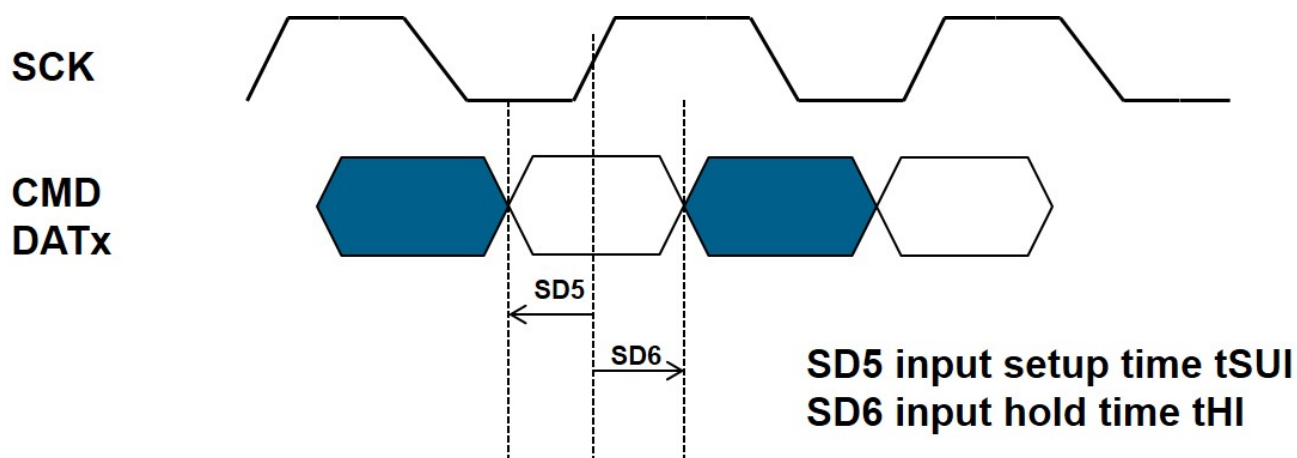 SCK
CMD
DATx
SD5
SD6
SD5 input setup time tSUI
SD6 input hold time tHI